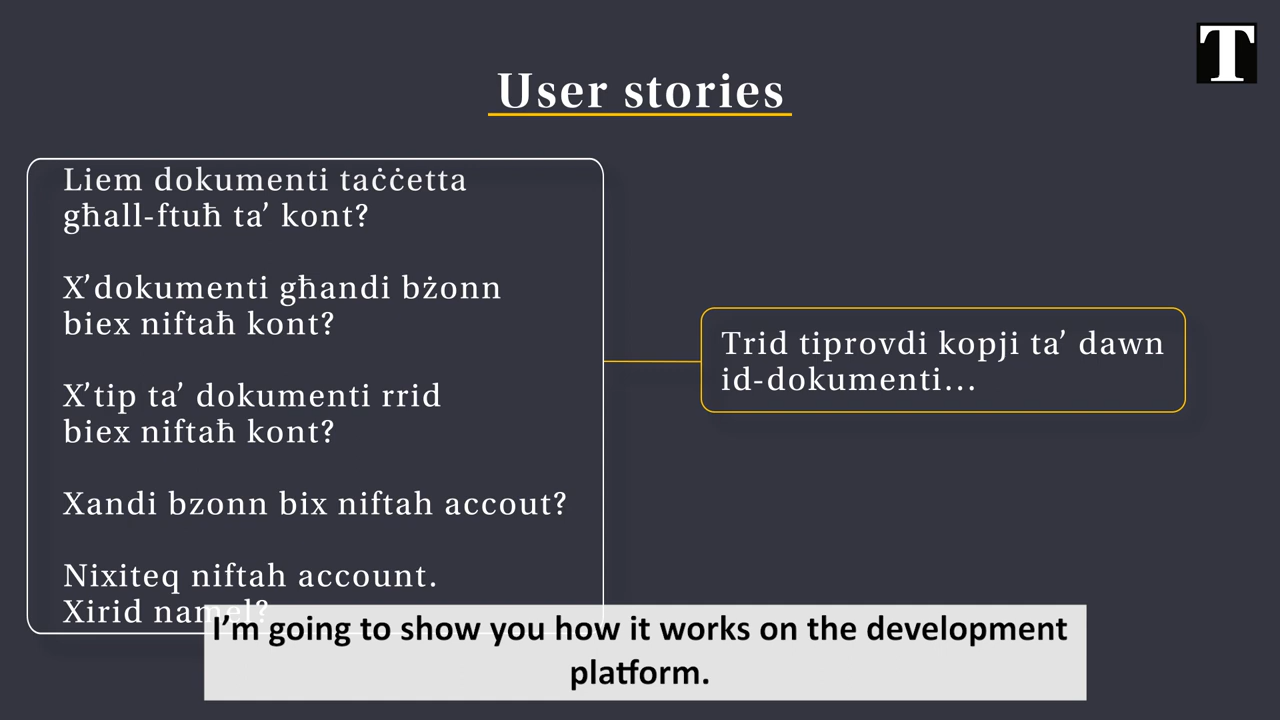 T
User stories
Liem dokumenti taċċetta
għall-ftuħ ta’ kont?
X’dokumenti għandi bżonn
biex niftaħ kont?
X’tip ta’ dokumenti rrid
biex niftaħ kont?
Xandi bzonn bix niftah accout?
Nixiteq niftah account.
Xirid namel?
Trid tiprovdi kopji ta’ dawn
id-dokumenti...
I’m going to show you how it works on the development
platform.